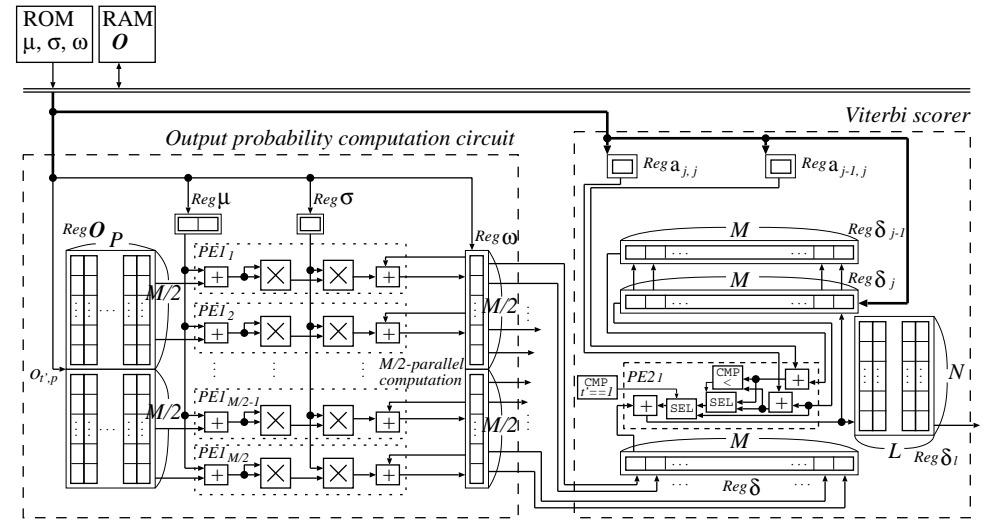 ROM
μ, σ, ω
RAM
O
Viterbi scorer
Output probability computation circuit
Reg a j, j
Reg a j-1, j
Reg μ
Reg σ
Reg ω
Reg O
P
M/2
PE1 1
PE1 2
M/2
M/2-parallel
computation
O t',p
M/2
PE1 M/2-1
PE1 M/2
M/2
M
Reg δ j-1
M
Reg δ j
CMP
t'==1
PE2 1
CMP
<
SEL
SEL
N
M
Reg δ
L
Reg δ l